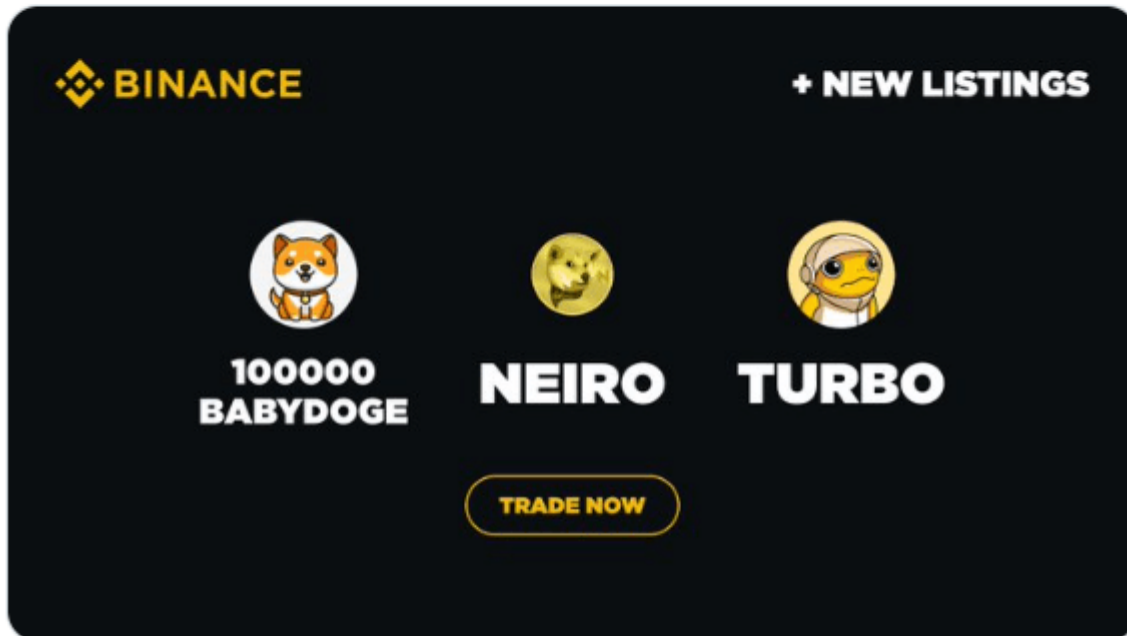 BINANCE
+ NEW LISTINGS
100000
BABYDOGE
NEIRO
TURBO
TRADE NOW